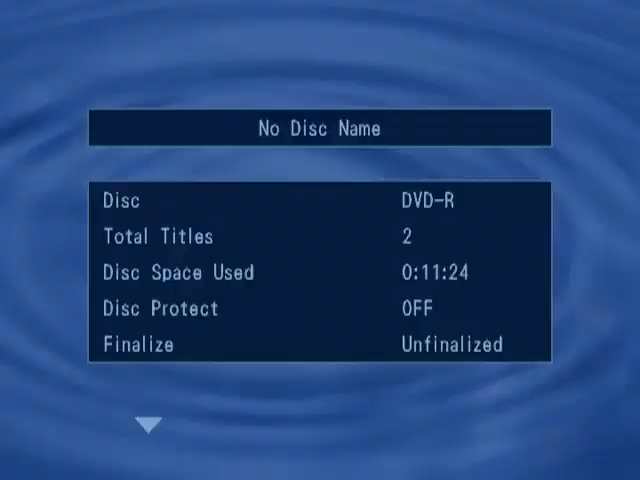 No Disc Name
Disc DVD-R
Total Titles 2
Disc Space Used 0:11:24
Disc Protect OFF
Finalize Unfinalized